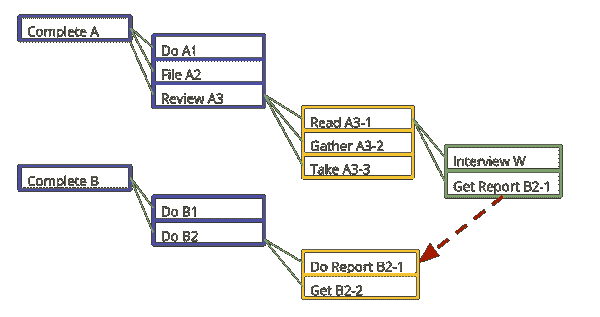 Complete A
Do A1
File A2
Review A3
Read A3-1
Gather A3-2
Take A3-3
Interview W
Get Report B2-1
Complete B
Do B1
Do B2
Do Report B2-1
Get B2-2